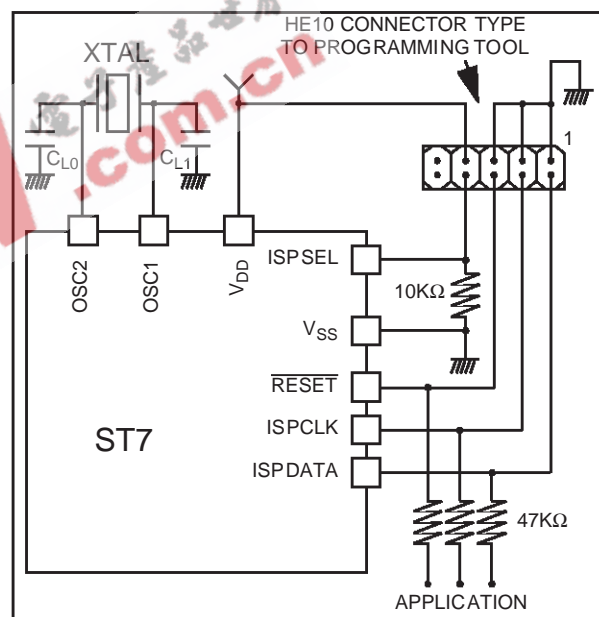 HE10 CONNECTOR TYPE
TO PROGRAMMING TOOL
XTAL
1
CL0
CL1
.com.cn
OSC2
OSC1
VDD
ISPSEL
10KΩ
VSS
RESET
ISPCLK
ISPDATA
ST7
47KΩ
APPLICATION